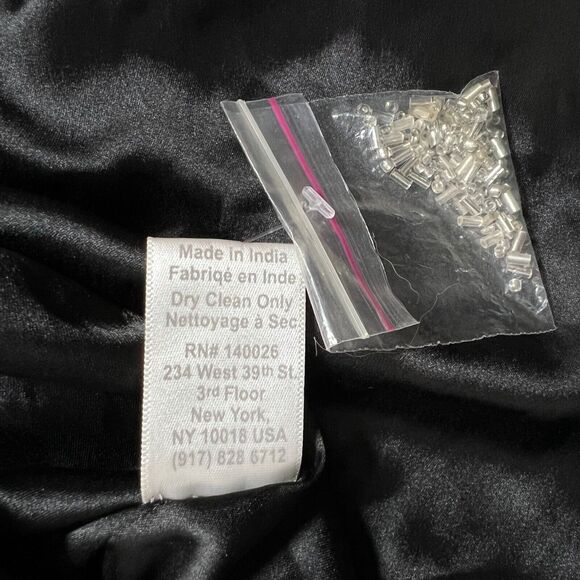 Made in India
Fabriqé en Inde
Dry Clean Only
Nettoyage à Sec
RN# 140026
234 West 39th St.
3rd Floor
New York,
NY 10018 USA
(917) 828 6712